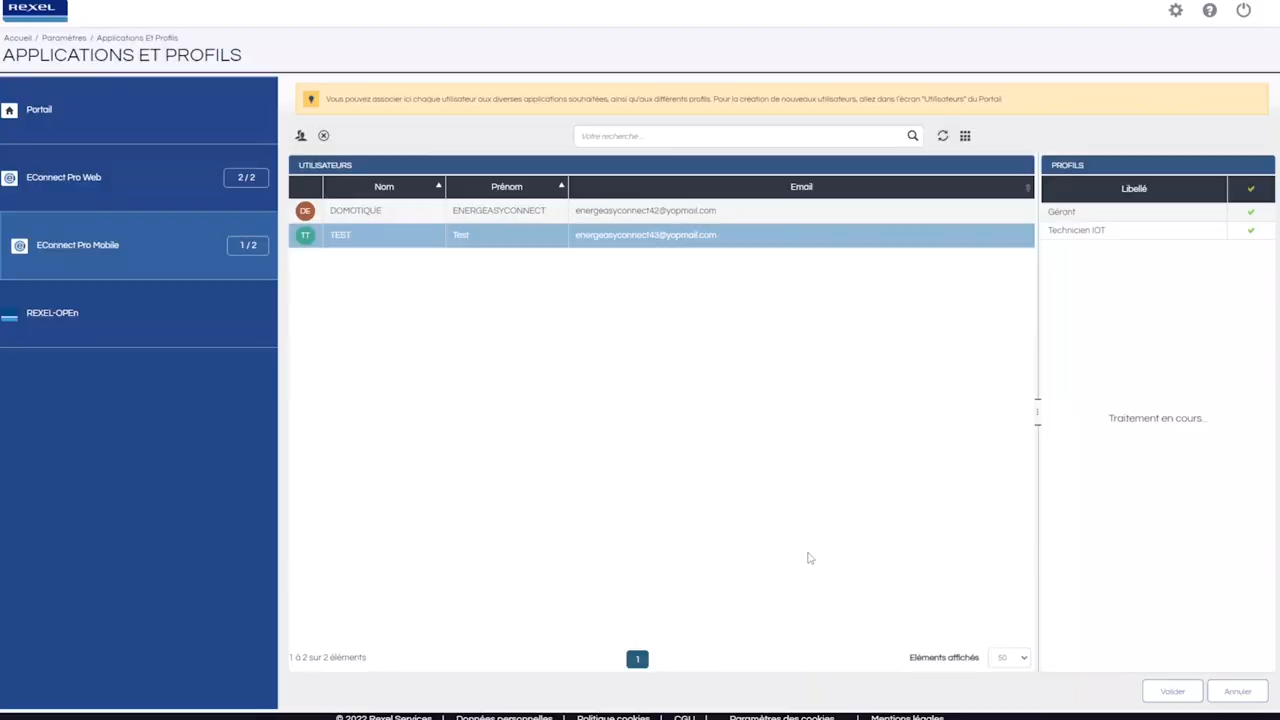 REXEL
Accueil / Paramètres / Applications Et Profils
APPLICATIONS ET PROFILS
Portail
EConnect Pro Web 2 / 2
EConnect Pro Mobile 1 / 2
REXEL-OPEn
Vous pouvez associer ici chaque utilisateur aux diverses applications souhaitées, ainsi qu'aux différents profils. Pour la création de nouveaux utilisateurs, allez dans l'écran "Utilisateurs" du Portail.
Votre recherche...
UTILISATEURS
Nom Prénom Email
DE DOMOTIQUE ENERGEASYCONNECT energeasyconnect42@yopmail.com
TT TEST Test energeasyconnect43@yopmail.com
1 à 2 sur 2 éléments
1
Eléments affichés 50
PROFILS
Libellé
Gérant
Technicien IOT
Traitement en cours...
Valider Annuler
© 2022 Rexel Services | Données personnelles | Politique cookies | CGU | Paramètres des cookies | Mentions légales